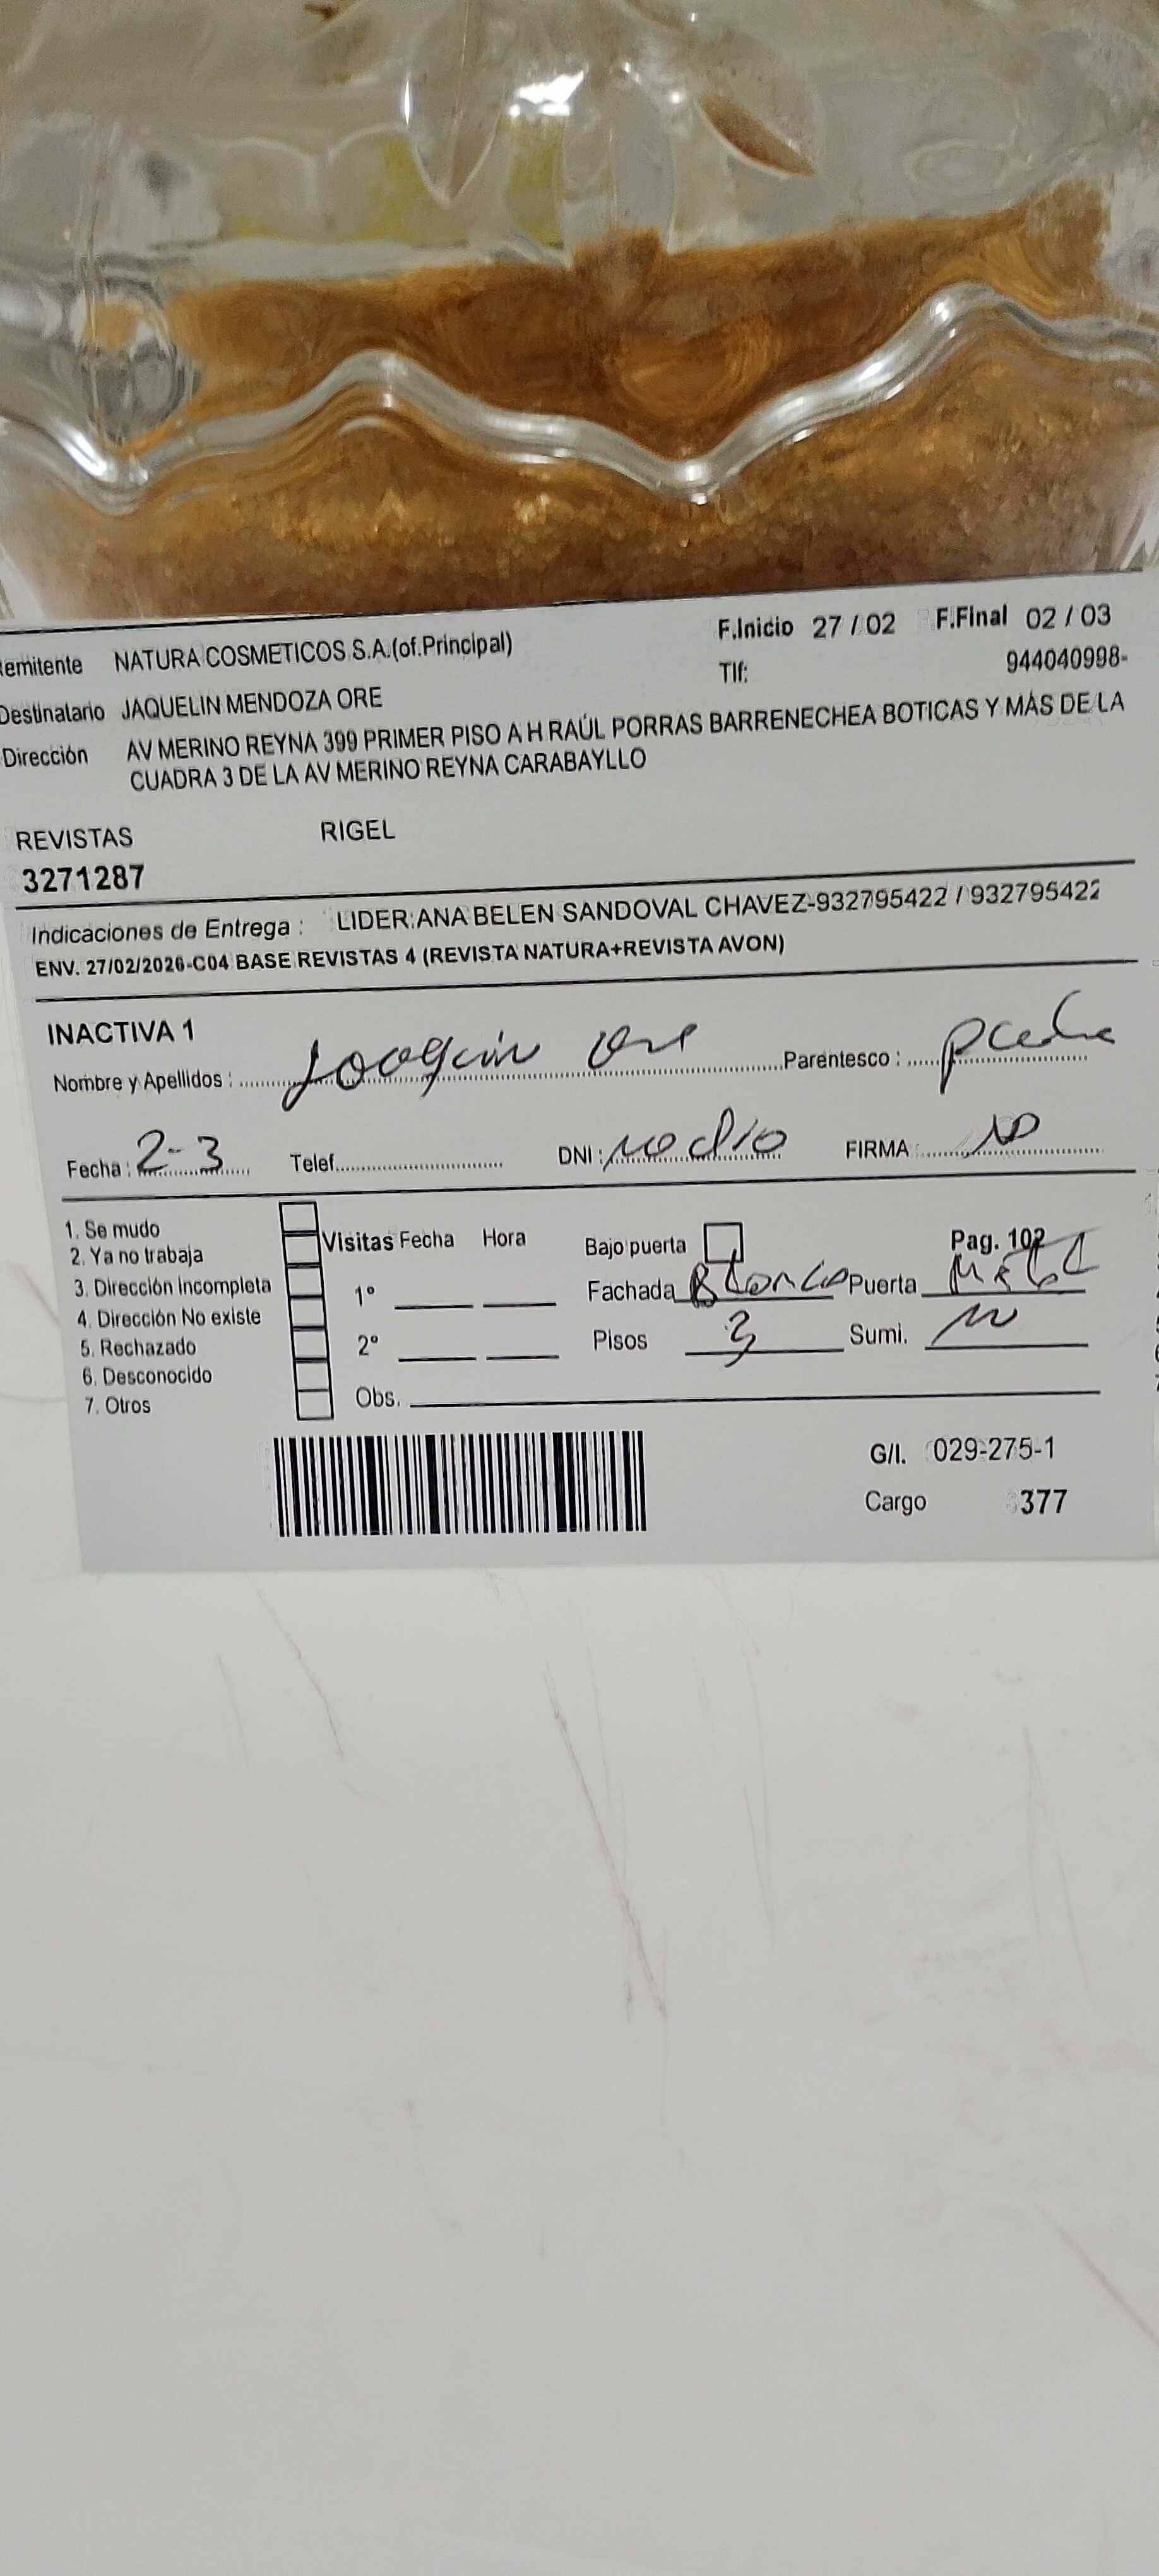 Remitente NATURA COSMETICOS S.A.(of.Principal) F.Inicio 27 / 02 F.Final 02 / 03
Tlf: 944040998-
Destinatario JAQUELIN MENDOZA ORE
Dirección AV MERINO REYNA 399 PRIMER PISO A H RAÚL PORRAS BARRENECHEA BOTICAS Y MÁS DE LA
CUADRA 3 DE LA AV MERINO REYNA CARABAYLLO
REVISTAS RIGEL
3271287
Indicaciones de Entrega : LIDER:ANA BELEN SANDOVAL CHAVEZ-932795422 / 932795422
ENV. 27/02/2026-C04 BASE REVISTAS 4 (REVISTA NATURA+REVISTA AVON)
INACTIVA 1
Nombre y Apellidos : Joaquin Ore Parentesco :
Fecha : 2-3 Telef. DNI : no dio FIRMA
1. Se mudo
2. Ya no trabaja
3. Dirección incompleta
4. Dirección No existe
5. Rechazado
6. Desconocido
7. Otros
Visitas Fecha Hora
1º
2º
Obs.
Bajo puerta Pag. 102
Fachada Blanco Puerta
Pisos 3 Sumi.
G/I. 029-275-1
Cargo 377